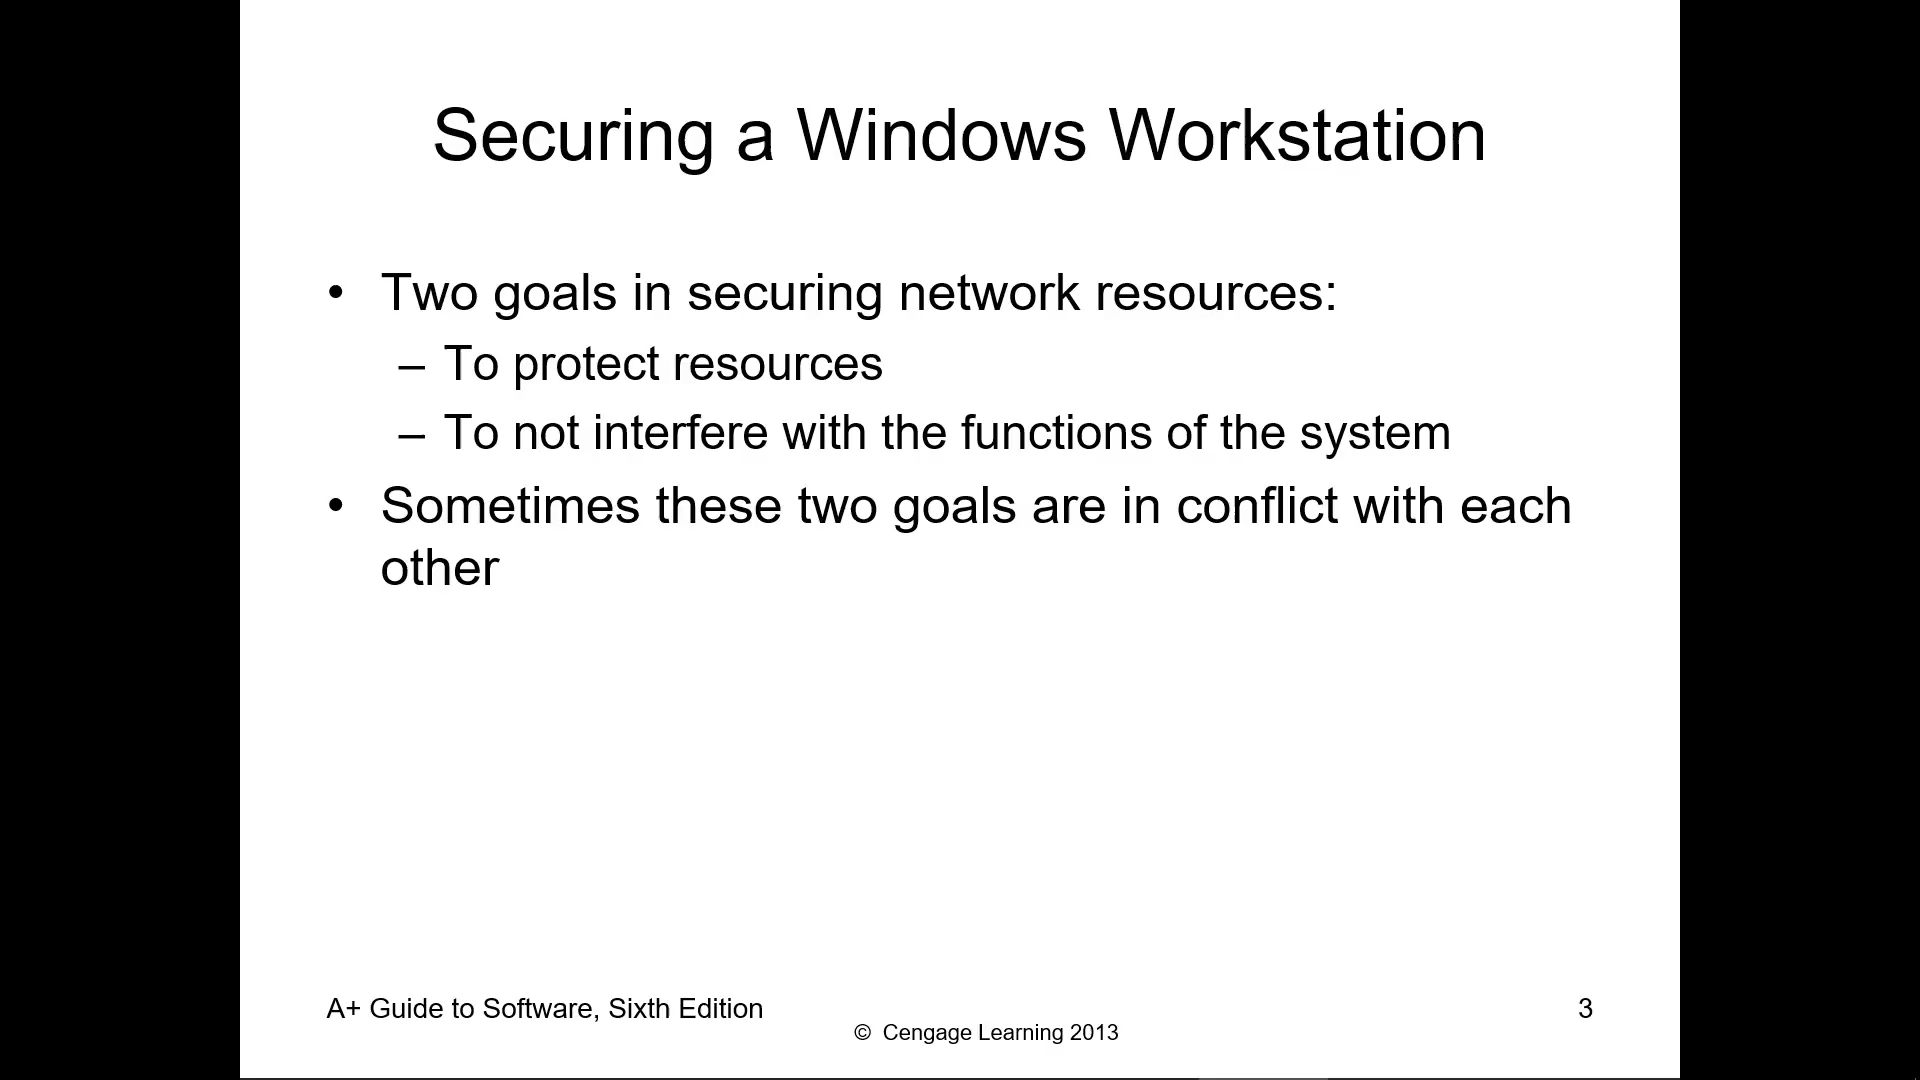 Securing a Windows Workstation
• Two goals in securing network resources:
– To protect resources
– To not interfere with the functions of the system
• Sometimes these two goals are in conflict with each
other
A+ Guide to Software, Sixth Edition
3
© Cengage Learning 2013